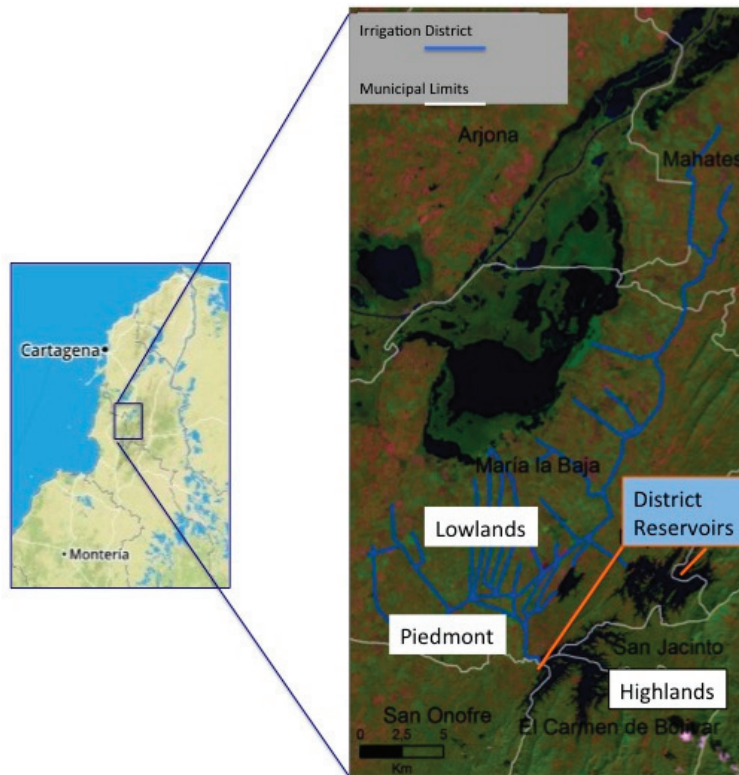 Irrigation District
Municipal Limits
Arjona
Mahates
Cartagena
Montería
María la Baja
Lowlands
District
Reservoirs
Piedmont
San Jacinto
Highlands
San Onofre
El Carmen de Bolívar
0 2,5 5
Km